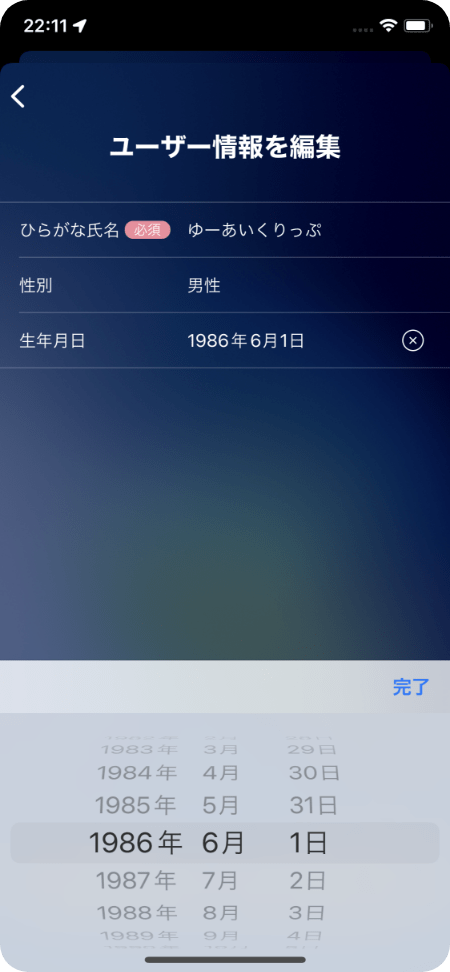 22:11
ユーザー情報を編集
ひらがな氏名 必須 ゆーあいくりっぷ
性別 男性
生年月日 1986年6月1日
完了
1983年 3月 29日
1984年 4月 30日
1985年 5月 31日
1986年 6月 1日
1987年 7月 2日
1988年 8月 3日
1989年 9月 4日